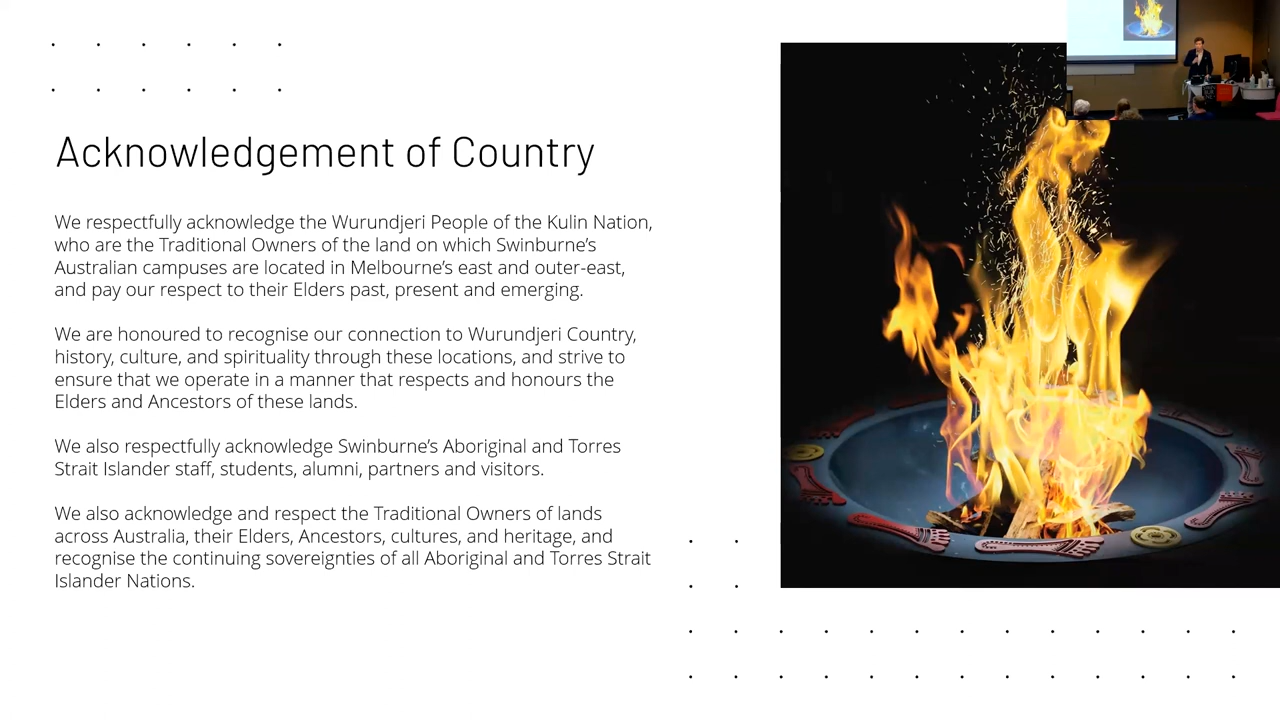 Acknowledgement of Country
We respectfully acknowledge the Wurundjeri People of the Kulin Nation,
who are the Traditional Owners of the land on which Swinburne’s
Australian campuses are located in Melbourne’s east and outer-east,
and pay our respect to their Elders past, present and emerging.
We are honoured to recognise our connection to Wurundjeri Country,
history, culture, and spirituality through these locations, and strive to
ensure that we operate in a manner that respects and honours the
Elders and Ancestors of these lands.
We also respectfully acknowledge Swinburne’s Aboriginal and Torres
Strait Islander staff, students, alumni, partners and visitors.
We also acknowledge and respect the Traditional Owners of lands
across Australia, their Elders, Ancestors, cultures, and heritage, and
recognise the continuing sovereignties of all Aboriginal and Torres Strait
Islander Nations.